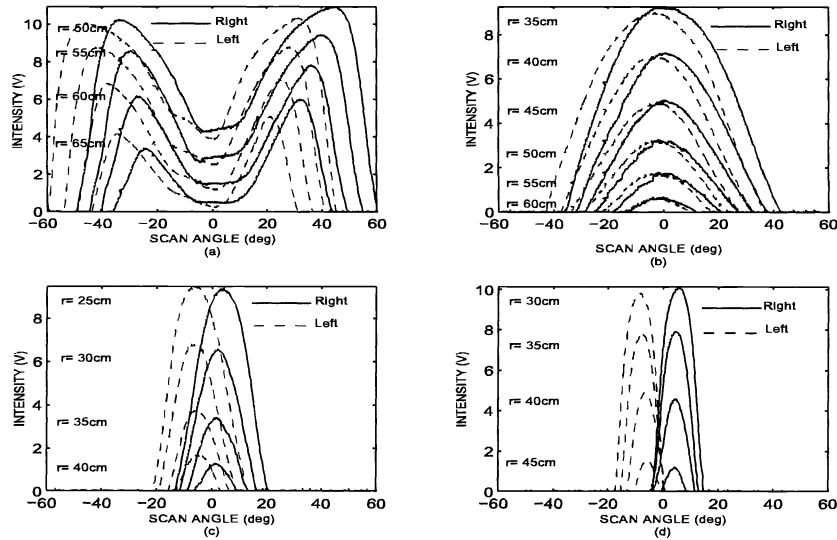 10
8
6
4
2
0
INTENSITY (V)
r= 50cm
r= 55cm
r= 60cm
r= 65cm
Right
Left
−60 −40 −20 0 20 40 60
SCAN ANGLE (deg)
(a)
8
6
4
2
0
INTENSITY (V)
r= 35cm
r= 40cm
r= 45cm
r= 50cm
r= 55cm
r= 60cm
Right
Left
−60 −40 −20 0 20 40 60
SCAN ANGLE (deg)
(b)
8
6
4
2
0
INTENSITY (V)
r= 25cm
r= 30cm
r= 35cm
r= 40cm
Right
Left
−60 −40 −20 0 20 40 60
SCAN ANGLE (deg)
(c)
10
8
6
4
2
0
INTENSITY (V)
r= 30cm
r= 35cm
r= 40cm
r= 45cm
Right
Left
−60 −40 −20 0 20 40 60
SCAN ANGLE (deg)
(d)